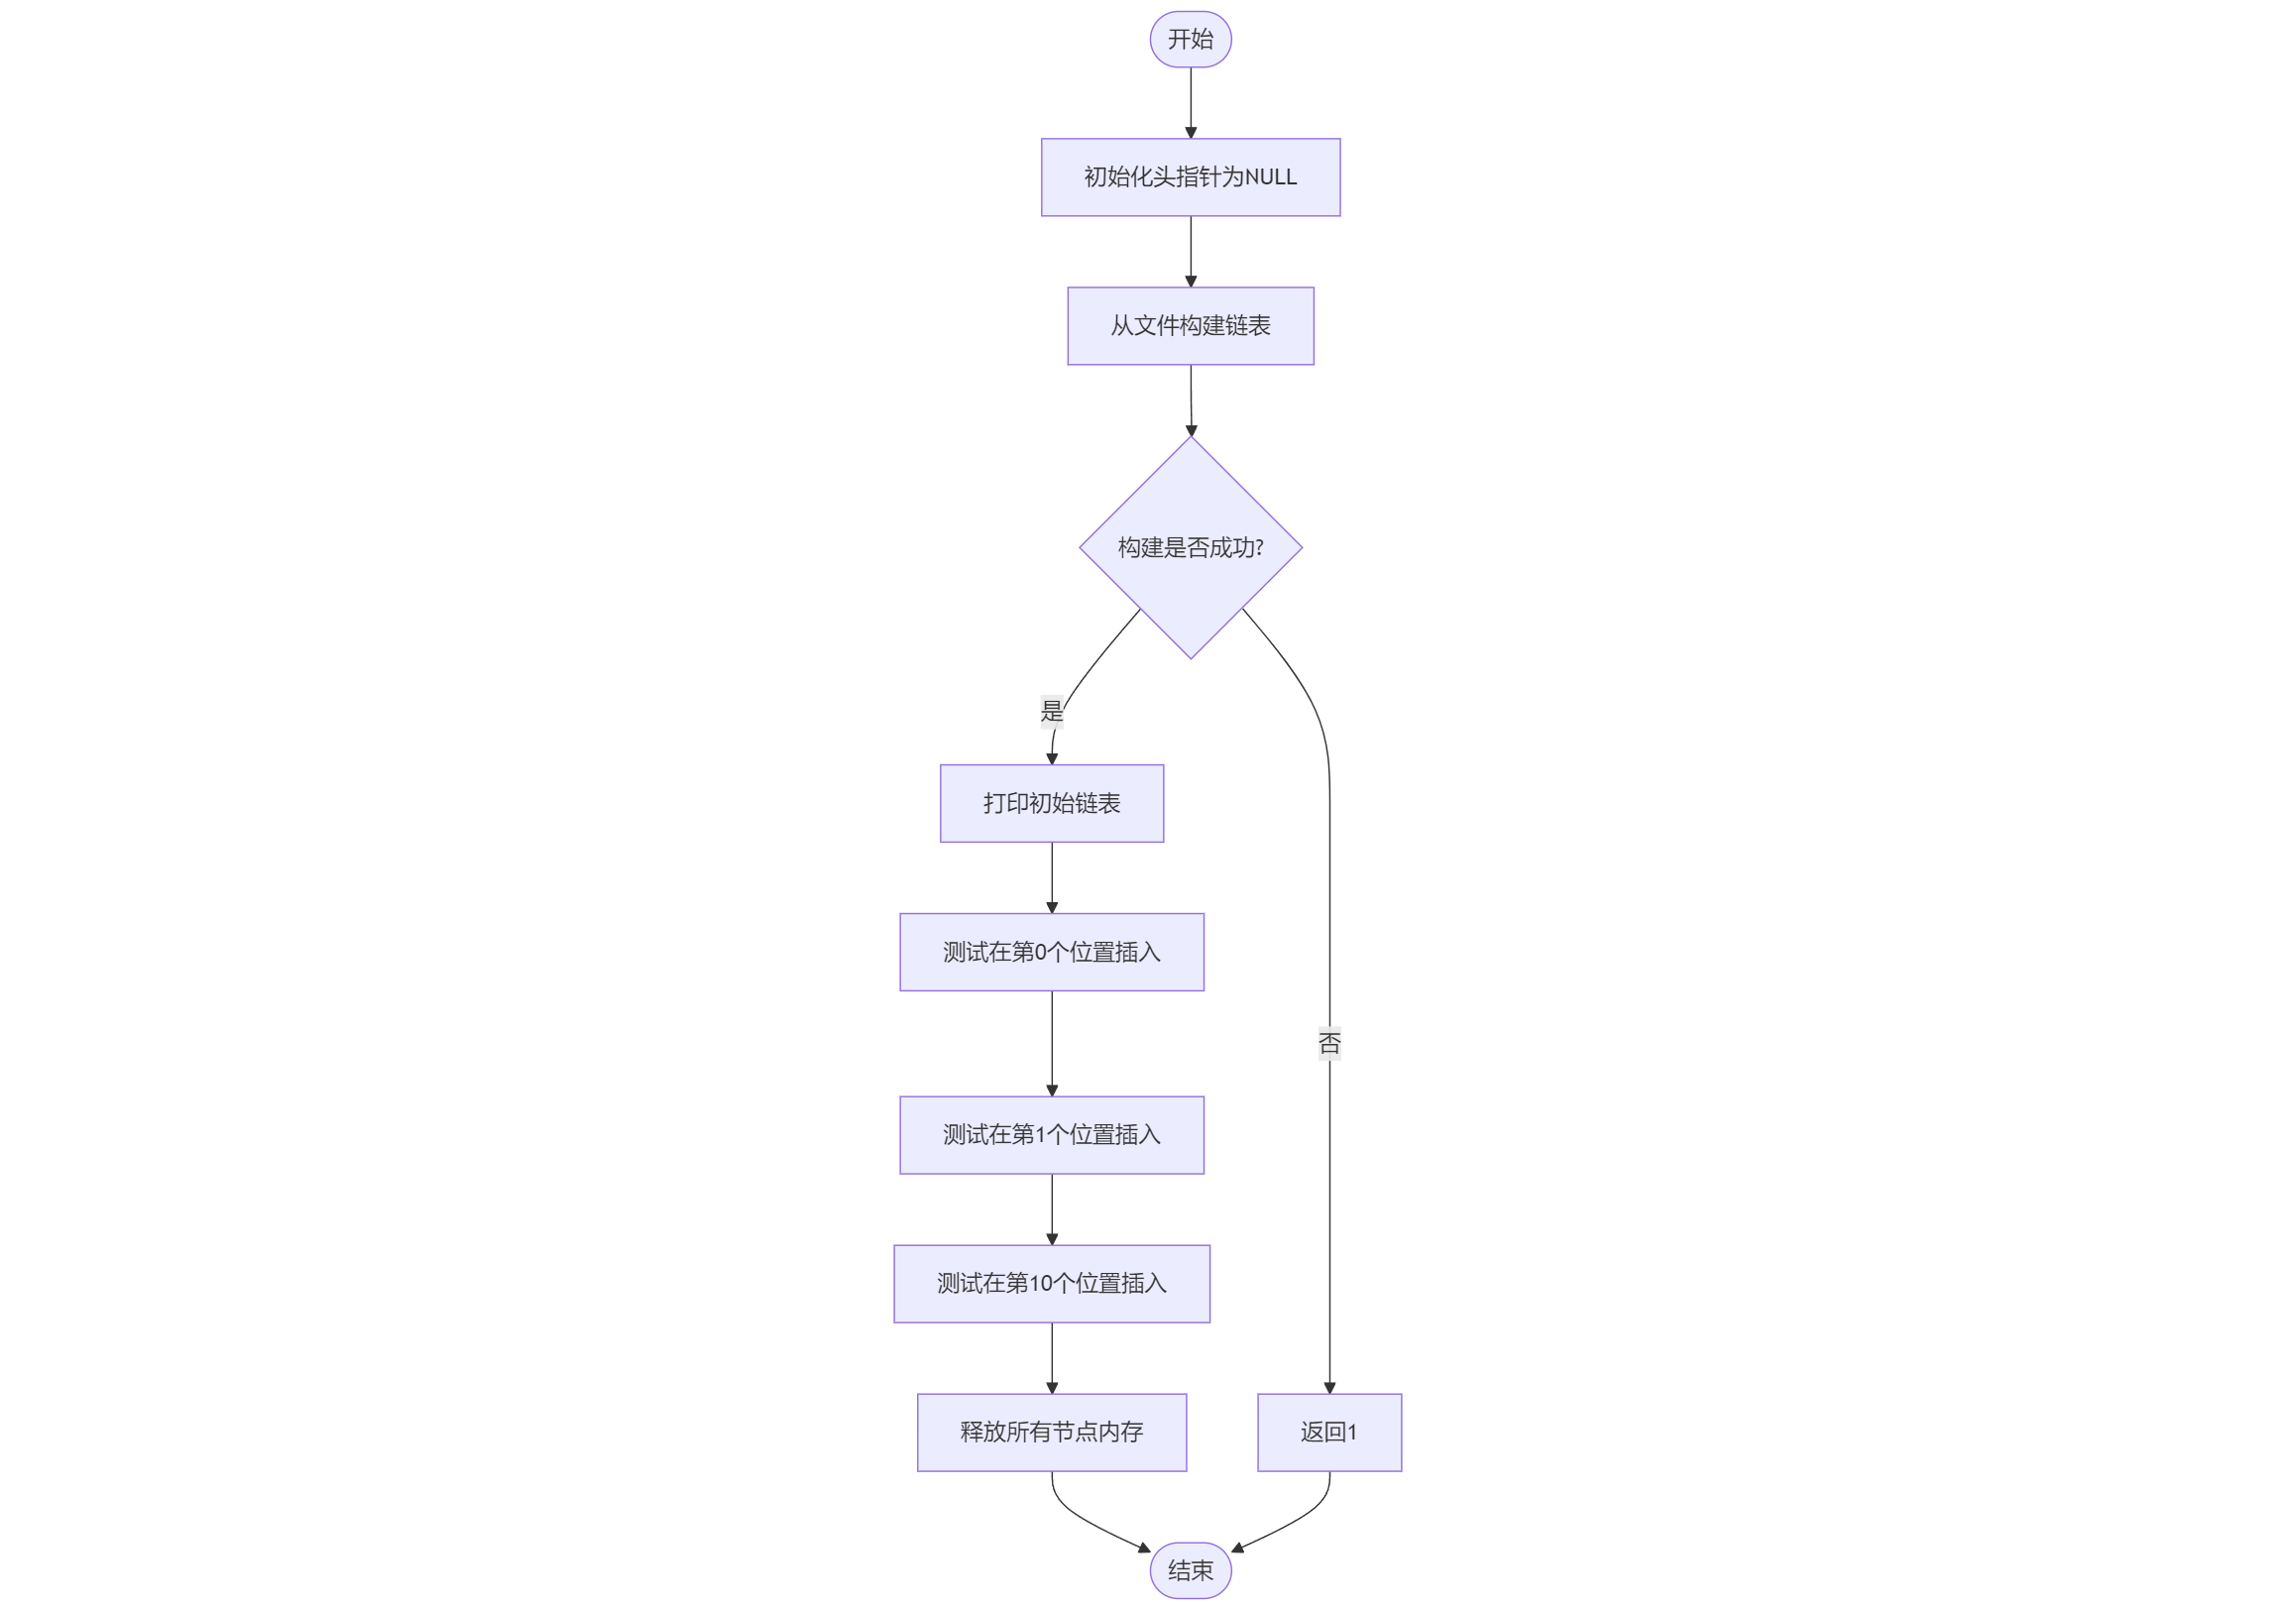 开始
初始化头指针为NULL
从文件构建链表
构建是否成功?
是
打印初始链表
测试在第0个位置插入
否
测试在第1个位置插入
测试在第10个位置插入
释放所有节点内存
返回1
结束